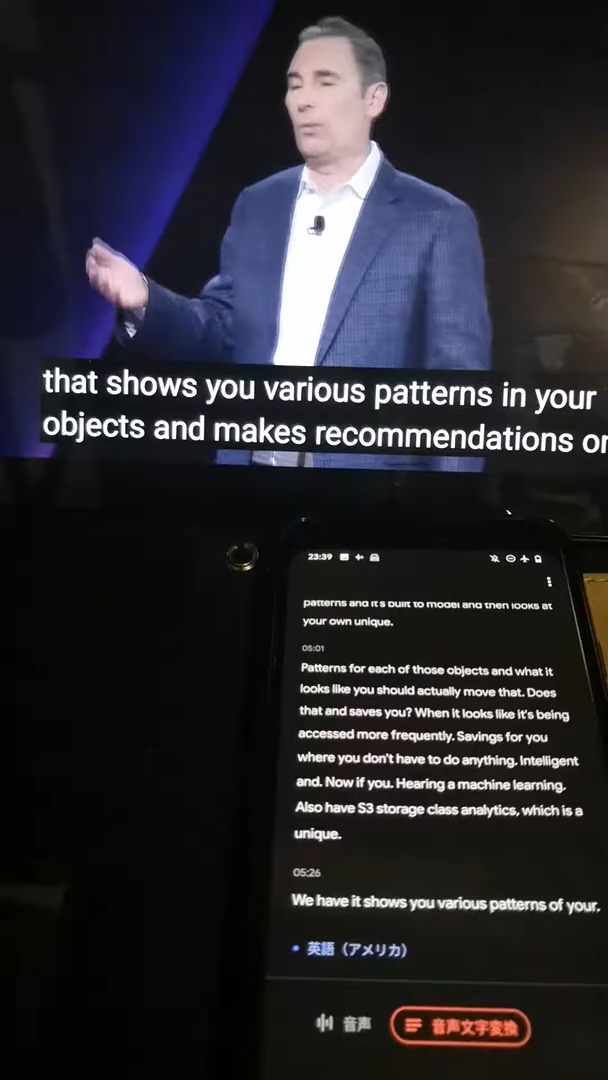 that shows you various patterns in your
objects and makes recommendations on
23:39
patterns and it's built to model and then looks at
your own unique.
05:01
Patterns for each of those objects and what it
looks like you should actually move that. Does
that and saves you? When it looks like it's being
accessed more frequently. Savings for you
where you don't have to do anything. Intelligent
and. Now if you. Hearing a machine learning.
Also have S3 storage class analytics, which is a
unique.
05:26
We have it shows you various patterns of your.
英語（アメリカ）
音声
音声文字変換